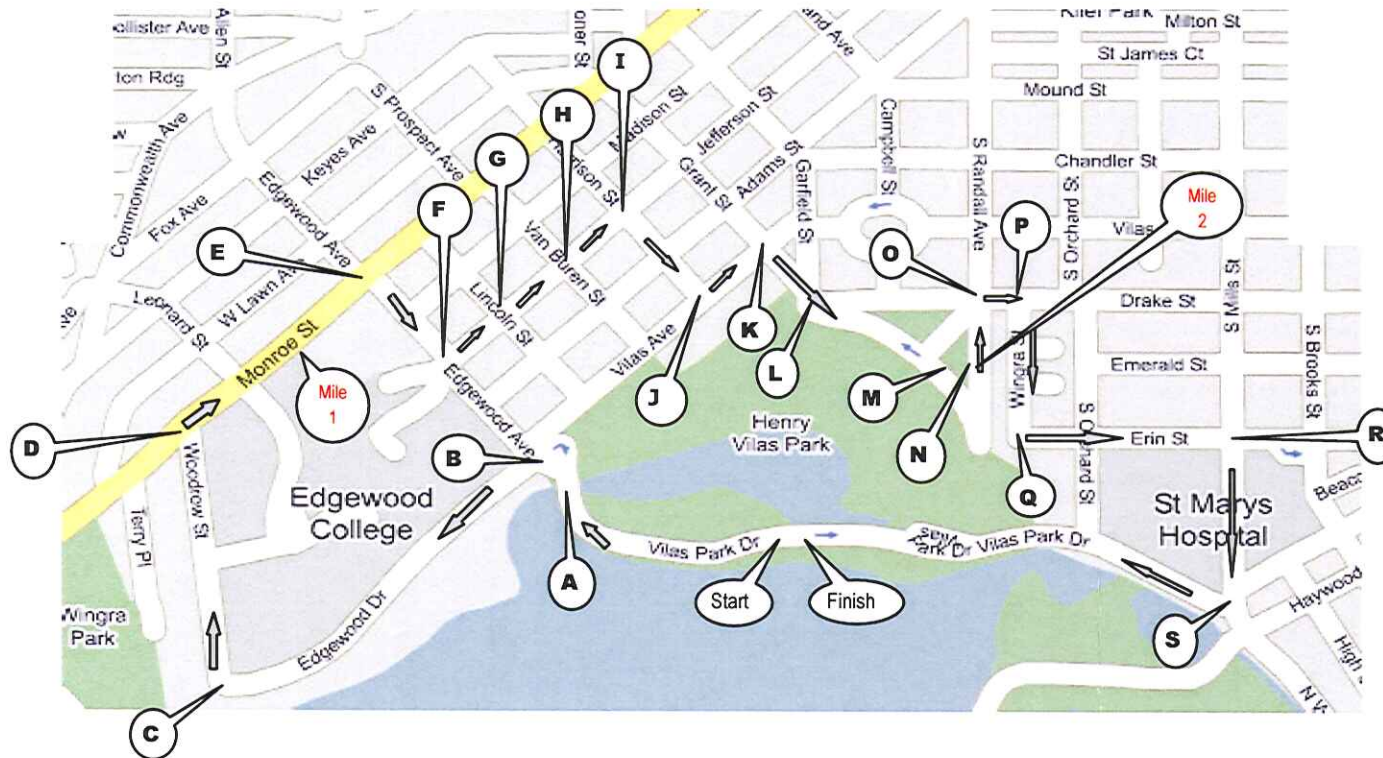 ollister Ave
Allen St
ton Rdg
Commonwealth Ave
Fox Ave
Edgewood Ave
Keyes Ave
S Prospect Ave
Leonard St
W Lawn Ave
Monroe St
Madison St
Jefferson St
Adams St
Grant St
Van Buren St
Lincoln St
Edgewood Ave
Vilas Ave
S Garfield St
Campbell St
S Randall Ave
Milton St
St James Ct
Mound St
Chandler St
S Orchard St
Vilas
Drake St
Emerald St
Erin St
S Mills St
S Brooks St
Wingra St
S Orchard St
Henry
Vilas Park
Edgewood
College
St Marys
Hospital
Woodrow St
Terry Pl
Wingra
Park
Edgewood Dr
Vilas Park Dr
Park Dr
Vilas Park Dr
Haywood
High
I
H
G
F
E
Mile
2
P
O
K
L
J
M
N
Q
R
D
Mile
1
B
A
Start
Finish
S
C